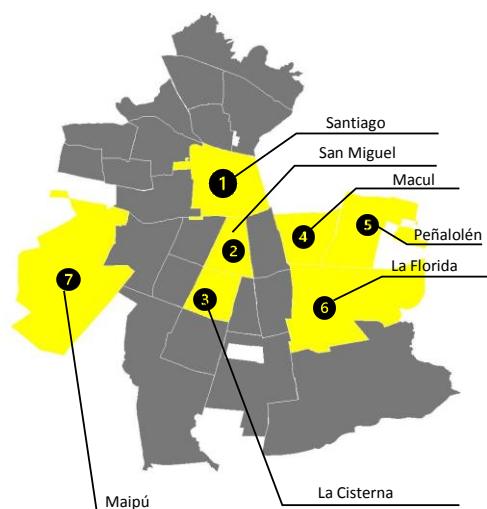 Santiago
San Miguel
Macul
Peñalolén
La Florida
La Cisterna
Maipú
1
2
3
4
5
6
7